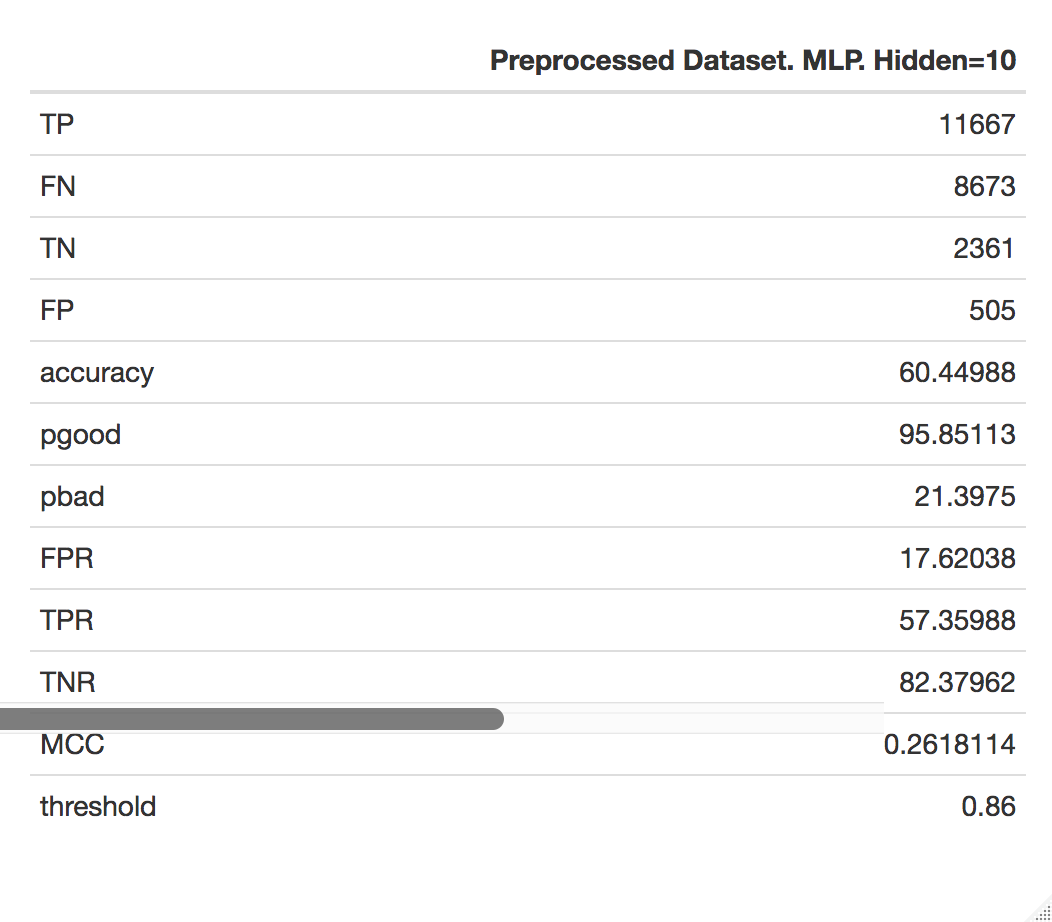 Preprocessed Dataset. MLP. Hidden=10
TP 11667
FN 8673
TN 2361
FP 505
accuracy 60.44988
pgood 95.85113
pbad 21.3975
FPR 17.62038
TPR 57.35988
TNR 82.37962
MCC 0.2618114
threshold 0.86